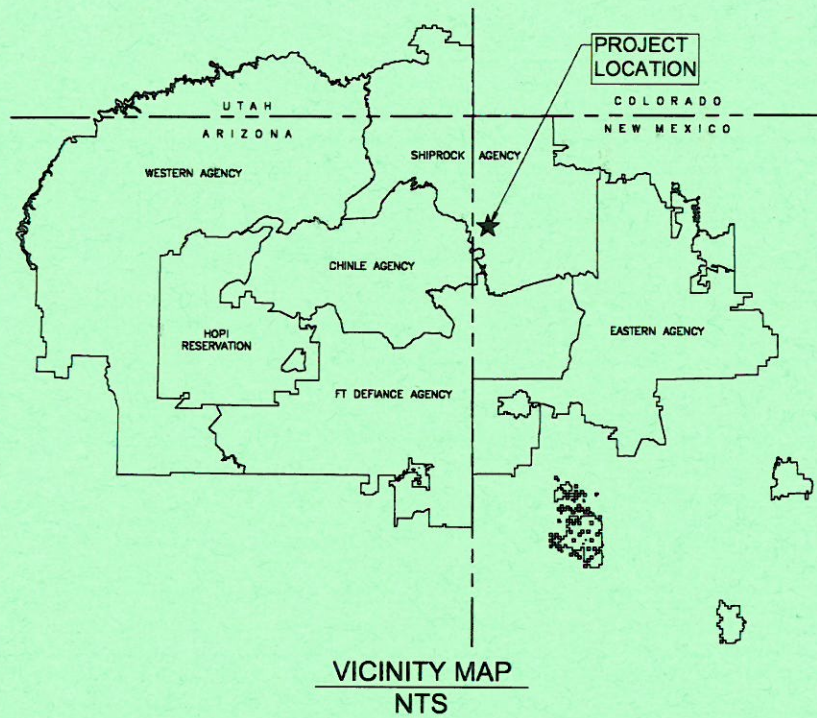 PROJECT
LOCATION
UTAH
COLORADO
ARIZONA
NEW MEXICO
WESTERN AGENCY
SHIPROCK AGENCY
CHINLE AGENCY
HOPI
RESERVATION
EASTERN AGENCY
FT DEFIANCE AGENCY
VICINITY MAP
NTS